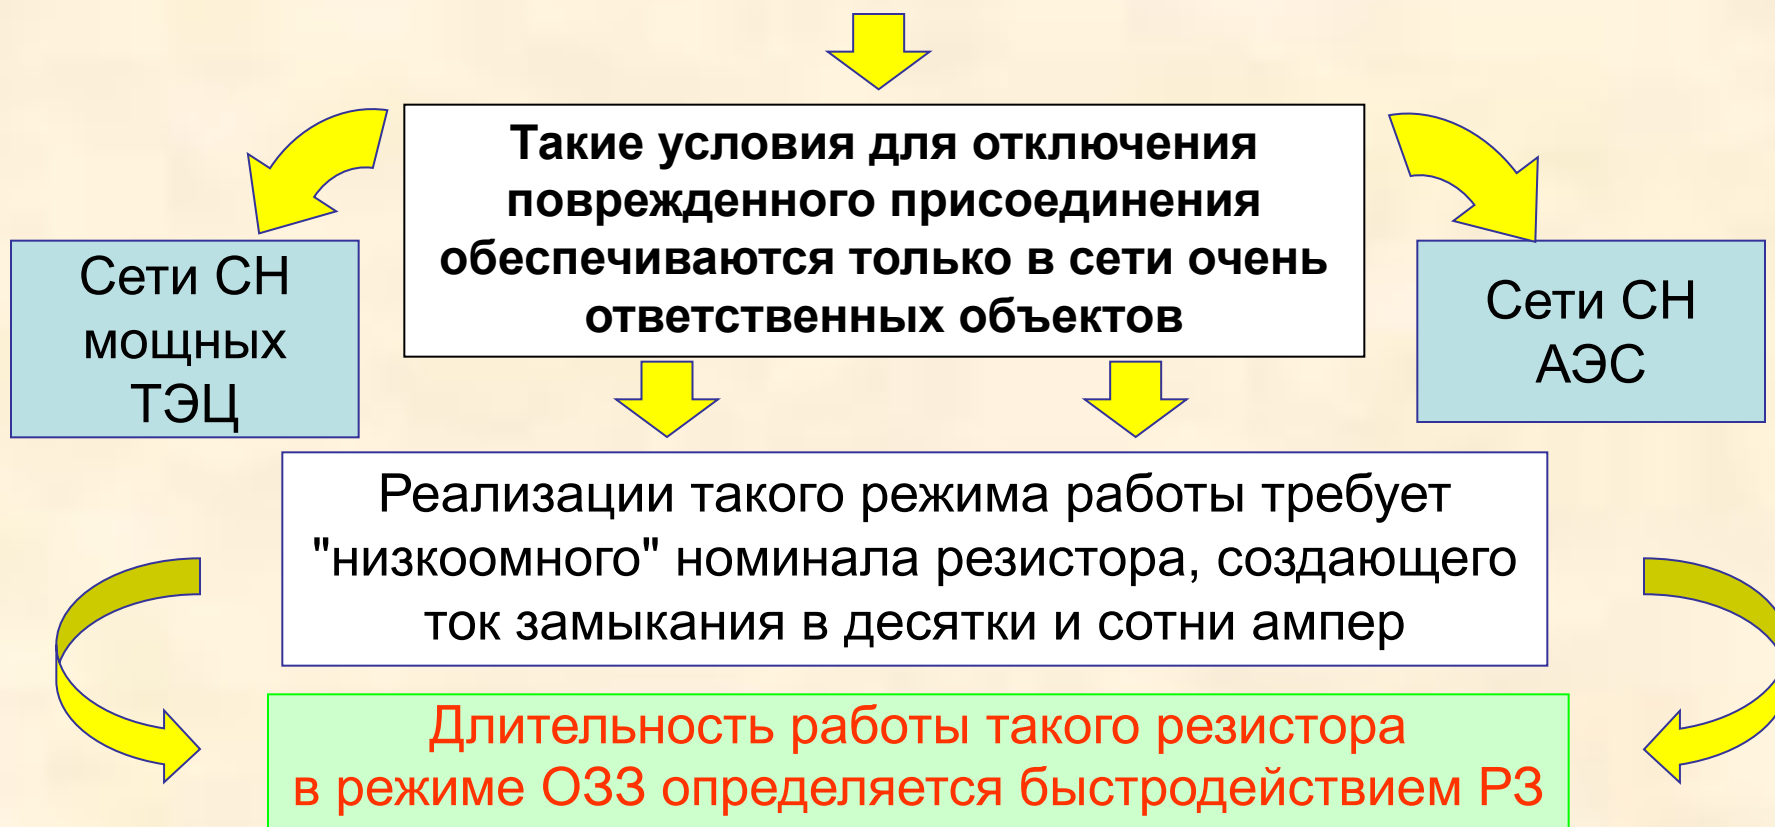 Такие условия для отключения
поврежденного присоединения
обеспечиваются только в сети очень
ответственных объектов
Сети СН
мощных
ТЭЦ
Сети СН
АЭС
Реализации такого режима работы требует
"низкоомного" номинала резистора, создающего
ток замыкания в десятки и сотни ампер
Длительность работы такого резистора
в режиме ОЗЗ определяется быстродействием РЗ